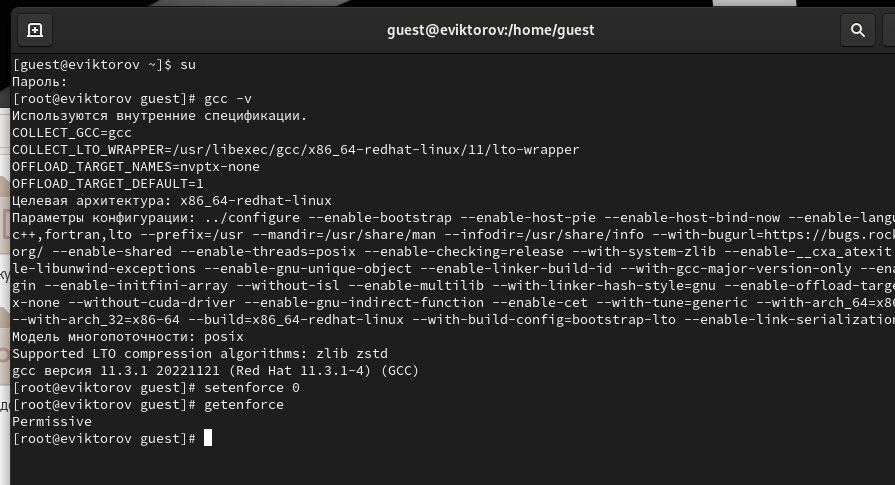 guest@eviktorov:/home/guest
[guest@eviktorov ~]$ su
Пароль:
[root@eviktorov guest]# gcc -v
Используются внутренние спецификации.
COLLECT_GCC=gcc
COLLECT_LTO_WRAPPER=/usr/libexec/gcc/x86_64-redhat-linux/11/lto-wrapper
OFFLOAD_TARGET_NAMES=nvptx-none
OFFLOAD_TARGET_DEFAULT=1
Целевая архитектура: x86_64-redhat-linux
Параметры конфигурации: ../configure --enable-bootstrap --enable-host-pie --enable-host-bind-now --enable-langu
c++,fortran,lto --prefix=/usr --mandir=/usr/share/man --infodir=/usr/share/info --with-bugurl=https://bugs.rock
org/ --enable-shared --enable-threads=posix --enable-checking=release --with-system-zlib --enable-__cxa_atexit
le-libunwind-exceptions --enable-gnu-unique-object --enable-linker-build-id --with-gcc-major-version-only --ena
gin --enable-initfini-array --without-isl --enable-multilib --with-linker-hash-style=gnu --enable-offload-targe
x-none --without-cuda-driver --enable-gnu-indirect-function --enable-cet --with-tune=generic --with-arch_64=x86
--with-arch_32=x86-64 --build=x86_64-redhat-linux --with-build-config=bootstrap-lto --enable-link-serialization
Модель многопоточности: posix
Supported LTO compression algorithms: zlib zstd
gcc версия 11.3.1 20221121 (Red Hat 11.3.1-4) (GCC)
[root@eviktorov guest]# setenforce 0
[root@eviktorov guest]# getenforce
Permissive
[root@eviktorov guest]#